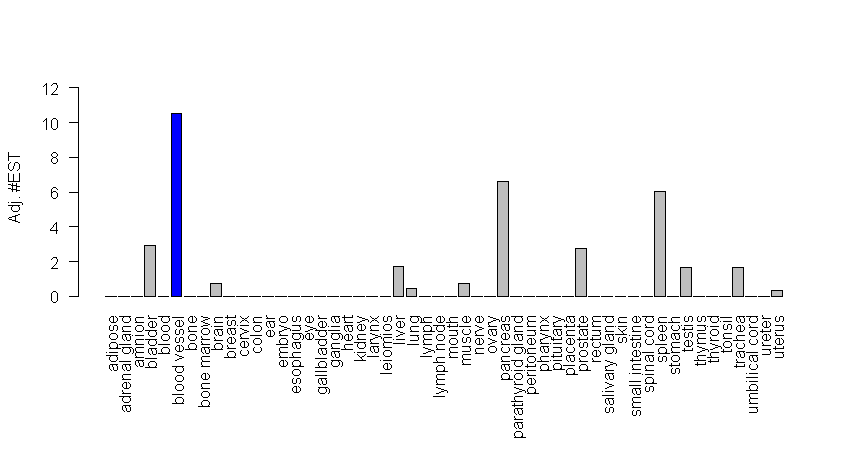 12
10
8
6
4
2
0
Adj. #EST
adipose
adrenal gland
amnion
bladder
blood
blood vessel
bone
bone marrow
brain
breast
cervix
colon
ear
embryo
esophagus
eye
gallbladder
ganglia
heart
kidney
larynx
leiomios
liver
lung
lymph
lymph node
mouth
muscle
nerve
ovary
pancreas
parathyroid gland
peritoneum
pharynx
pituitary
placenta
prostate
rectum
salivary gland
skin
small intestine
spinal cord
spleen
stomach
testis
thymus
thyroid
tonsil
trachea
umbilical cord
ureter
uterus